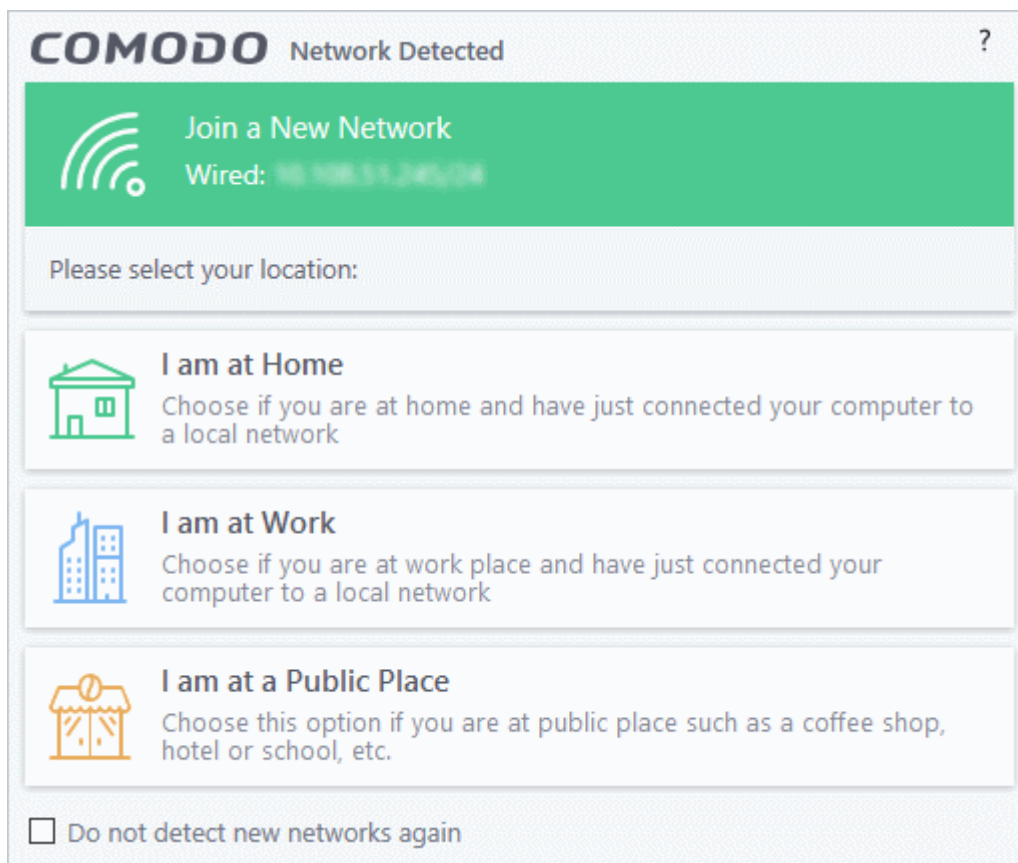 COMODO Network Detected ?
Join a New Network
Wired:
Please select your location:
I am at Home
Choose if you are at home and have just connected your computer to
a local network
I am at Work
Choose if you are at work place and have just connected your
computer to a local network
I am at a Public Place
Choose this option if you are at public place such as a coffee shop,
hotel or school, etc.
Do not detect new networks again